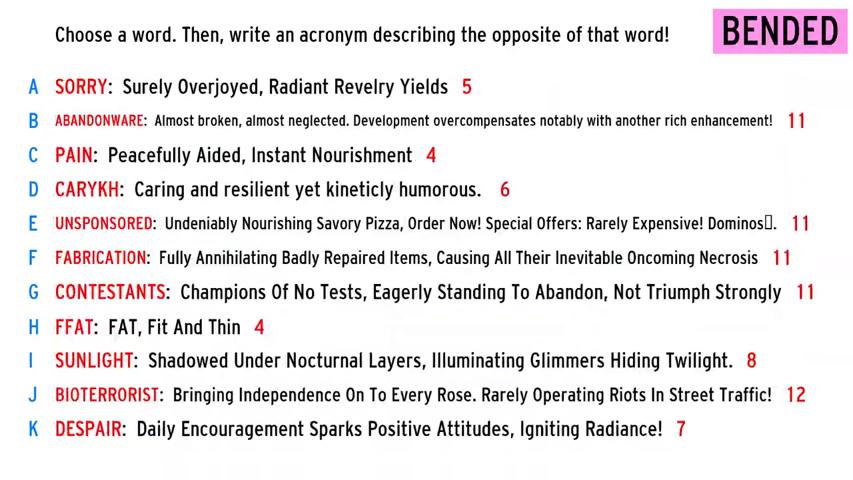 Choose a word. Then, write an acronym describing the opposite of that word!
BENDED
A SORRY: Surely Overjoyed, Radiant Revelry Yields 5
B ABANDONWARE: Almost broken, almost neglected. Development overcompensates notably with another rich enhancement! 11
C PAIN: Peacefully Aided, Instant Nourishment 4
D CARYKH: Caring and resilient yet kineticly humorous. 6
E UNSPONSORED: Undeniably Nourishing Savory Pizza, Order Now! Special Offers: Rarely Expensive! Dominos▯. 11
F FABRICATION: Fully Annihilating Badly Repaired Items, Causing All Their Inevitable Oncoming Necrosis 11
G CONTESTANTS: Champions Of No Tests, Eagerly Standing To Abandon, Not Triumph Strongly 11
H FFAT: FAT, Fit And Thin 4
I SUNLIGHT: Shadowed Under Nocturnal Layers, Illuminating Glimmers Hiding Twilight. 8
J BIOTERRORIST: Bringing Independence On To Every Rose. Rarely Operating Riots In Street Traffic! 12
K DESPAIR: Daily Encouragement Sparks Positive Attitudes, Igniting Radiance! 7